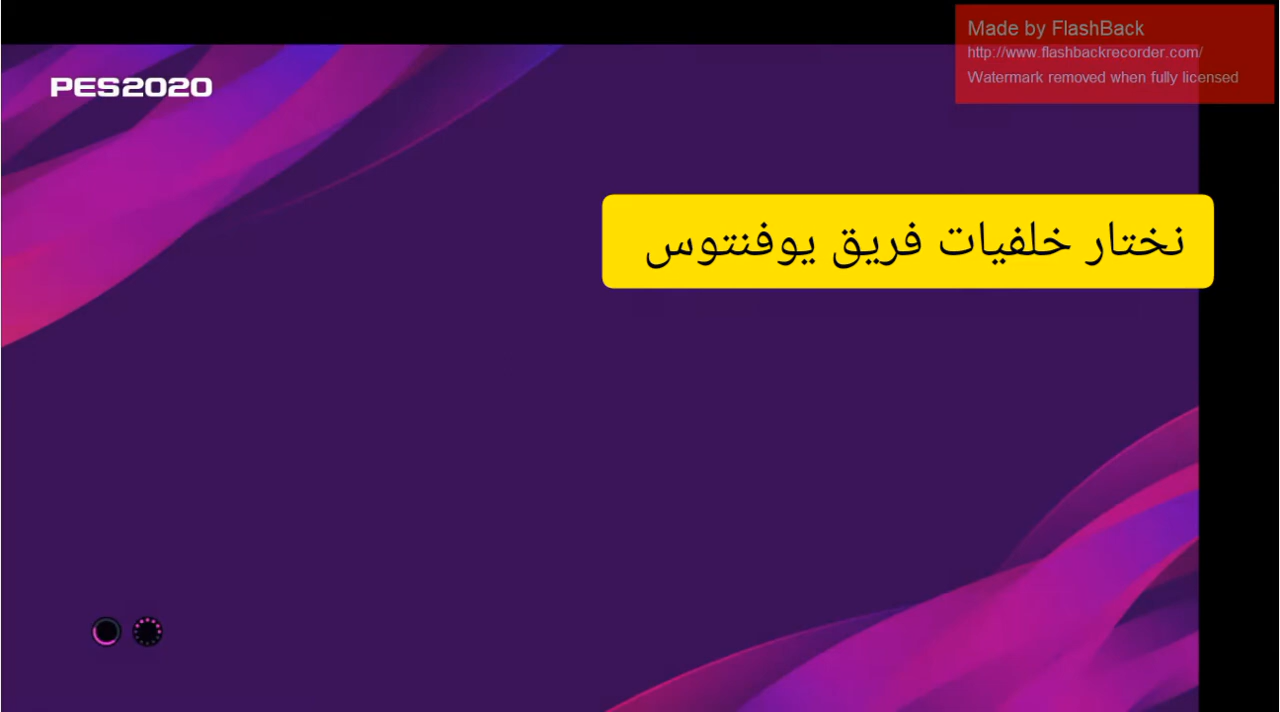 Made by FlashBack
http://www.flashbackrecorder.com/
Watermark removed when fully licensed
PES2020
نختار خلفيات فريق يوفنتوس